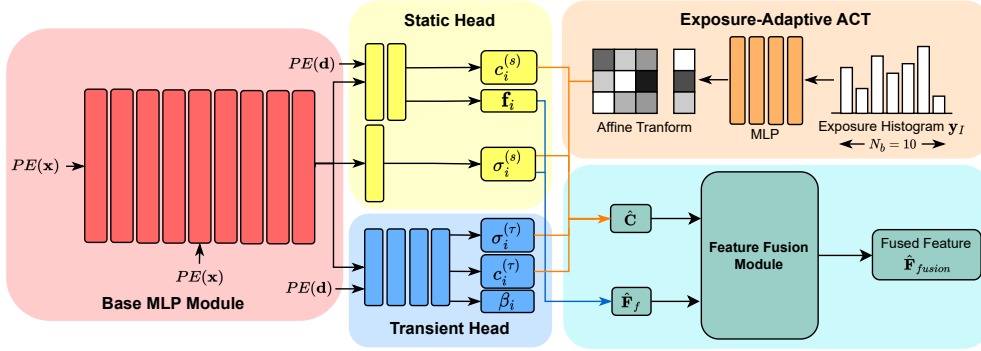 Static Head
Exposure-Adaptive ACT
PE(d)
c_i^{(s)}
f_i
σ_i^{(s)}
PE(x)
PE(x)
Base MLP Module
Affine Tranform
MLP
Exposure Histogram y_I
N_b = 10
σ_i^{(τ)}
c_i^{(τ)}
β_i
PE(d)
Transient Head
Ĉ
F̂_f
Feature Fusion
Module
Fused Feature
F̂_{fusion}